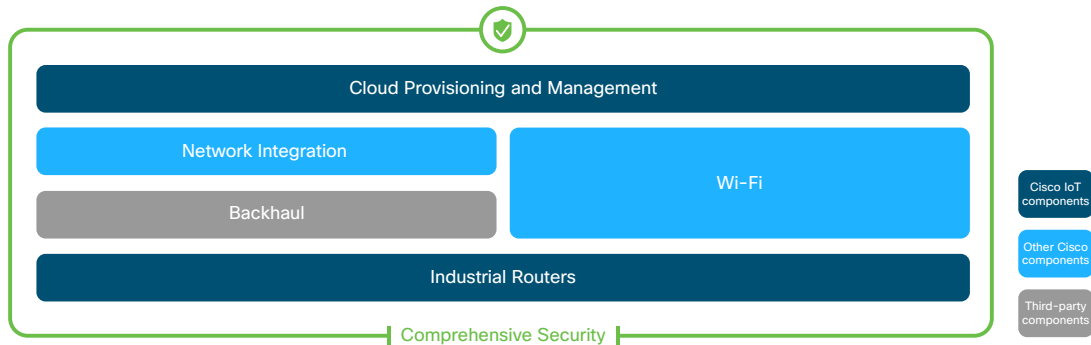 Cloud Provisioning and Management
Network Integration
Wi-Fi
Backhaul
Industrial Routers
Comprehensive Security
Cisco IoT
components
Other Cisco
components
Third-party
components